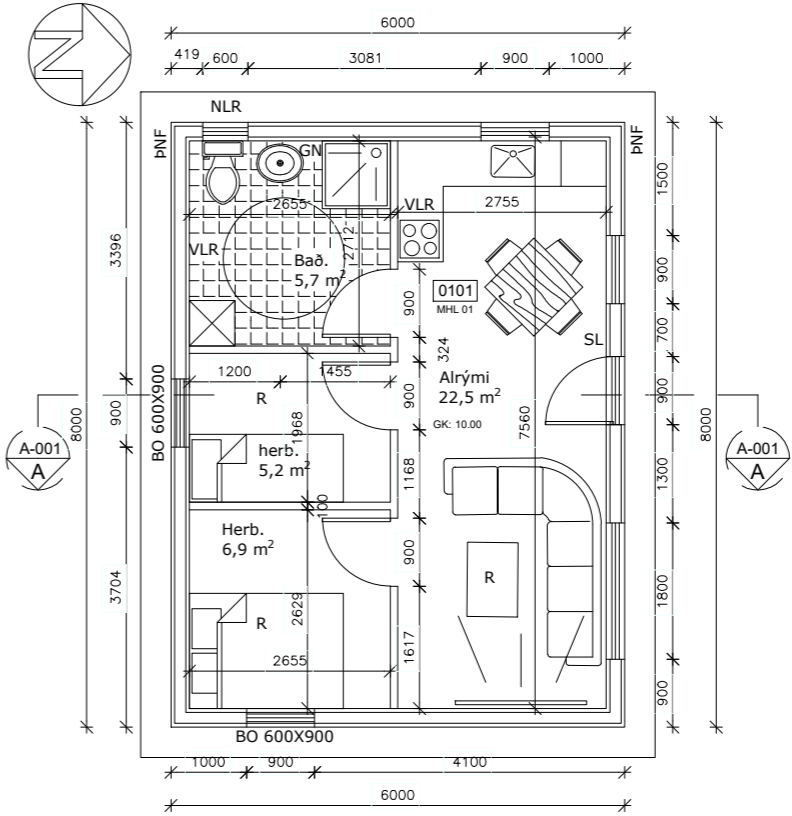 6000
419 600 3081 900 1000
N
NLR
ÞNF
ÞNF
GN
2655
VLR
2755
1500
2712
VLR
3396
Bað.
5,7 m²
900
0101
MHL 01
900
700
324
SL
1200 1455
R
Alrými
22,5 m²
GK: 10.00
900
900
BO 600X900
900
8000
8000
7560
A-001
A
A-001
A
1968
herb.
5,2 m²
1168
1300
100
Herb.
6,9 m²
900
R
3704
R
2629
1800
2655
1617
900
BO 600X900
1000 900 4100
6000